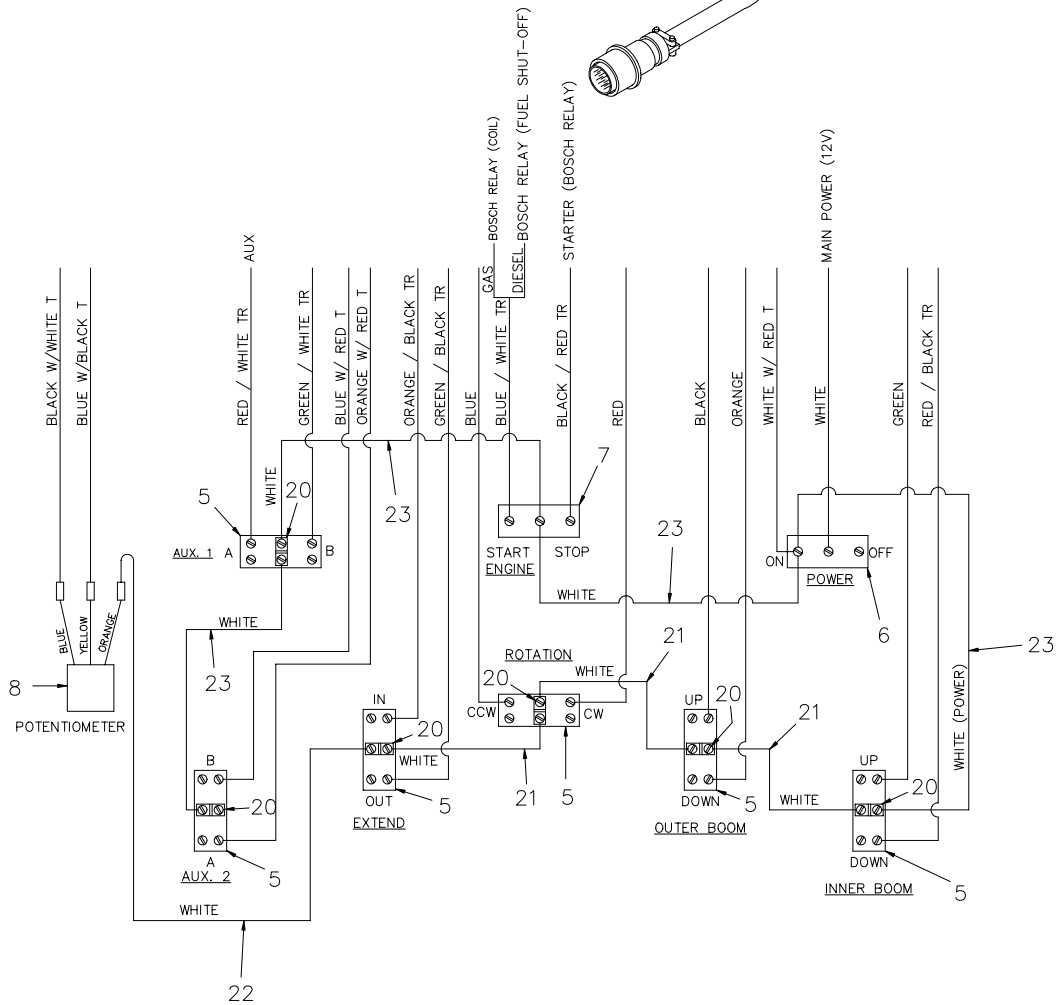 BLACK W/WHITE T
BLUE W/BLACK T
AUX
RED / WHITE TR
GREEN / WHITE TR
BLUE W/ RED T
ORANGE W/ RED T
ORANGE / BLACK TR
GREEN / BLACK TR
BLUE
GAS
BOSCH RELAY (COIL)
BLUE / WHITE TR
DIESEL
BOSCH RELAY (FUEL SHUT-OFF)
STARTER (BOSCH RELAY)
BLACK / RED TR
RED
BLACK
ORANGE
WHITE W/ RED T
MAIN POWER (12V)
WHITE
GREEN
RED / BLACK TR
WHITE
23
7
5
20
AUX. 1
A
B
START
STOP
ENGINE
23
ON
OFF
POWER
6
WHITE
WHITE
23
21
23
BLUE
YELLOW
ORANGE
8
POTENTIOMETER
ROTATION
WHITE
20
CCW
CW
5
IN
20
WHITE
OUT
5
EXTEND
21
UP
20
21
DOWN
5
OUTER BOOM
WHITE
WHITE (POWER)
UP
20
DOWN
5
INNER BOOM
B
20
A
5
AUX. 2
WHITE
22